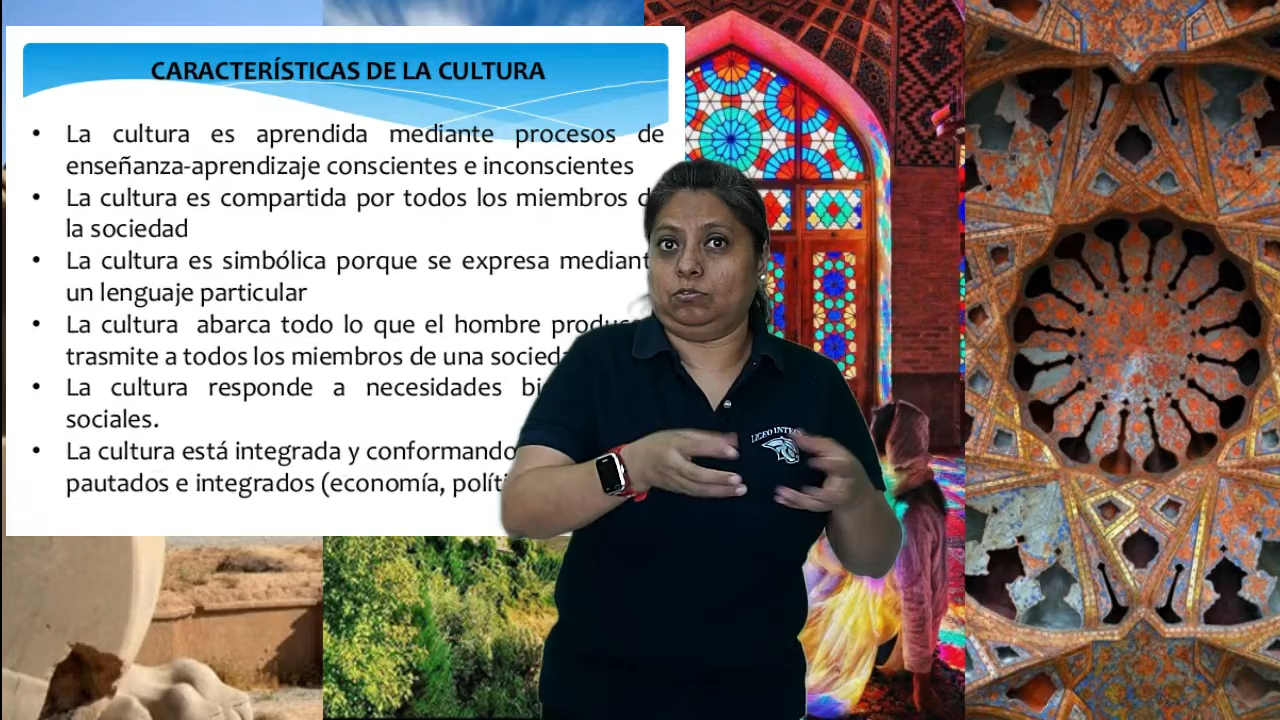 CARACTERÍSTICAS DE LA CULTURA
• La cultura es aprendida mediante procesos de
enseñanza-aprendizaje conscientes e inconscientes
• La cultura es compartida por todos los miembros
la sociedad
• La cultura es simbólica porque se expresa
un lenguaje particular
• La cultura abarca todo lo que el hombre
trasmite a todos los miembros de una
• La cultura responde a necesidades
sociales.
• La cultura está integrada y conformando
pautados e integrados (economía,
LICEO